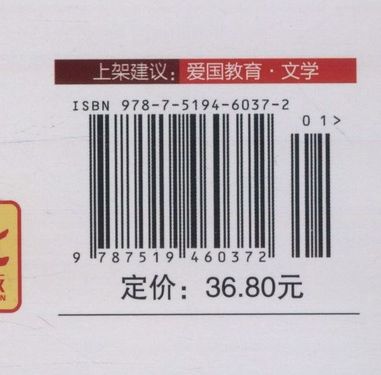 上架建议：爱国教育·文学
ISBN 978-7-5194-6037-2
01>
9 787519 460372
定价：36.80元